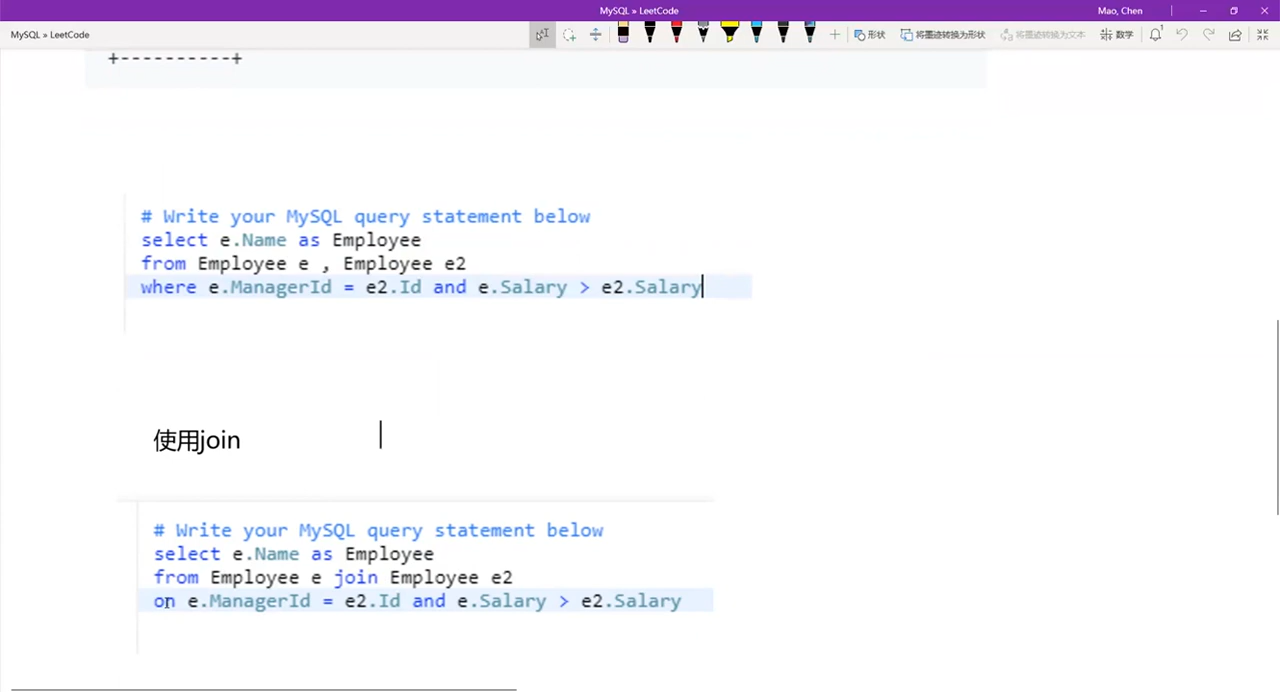 MySQL » LeetCode
Mao, Chen
MySQL » LeetCode
形状
将墨迹转换为形状
将墨迹转换为文本
数学
+----------+
# Write your MySQL query statement below
select e.Name as Employee
from Employee e , Employee e2
where e.ManagerId = e2.Id and e.Salary > e2.Salary
使用join
# Write your MySQL query statement below
select e.Name as Employee
from Employee e join Employee e2
on e.ManagerId = e2.Id and e.Salary > e2.Salary